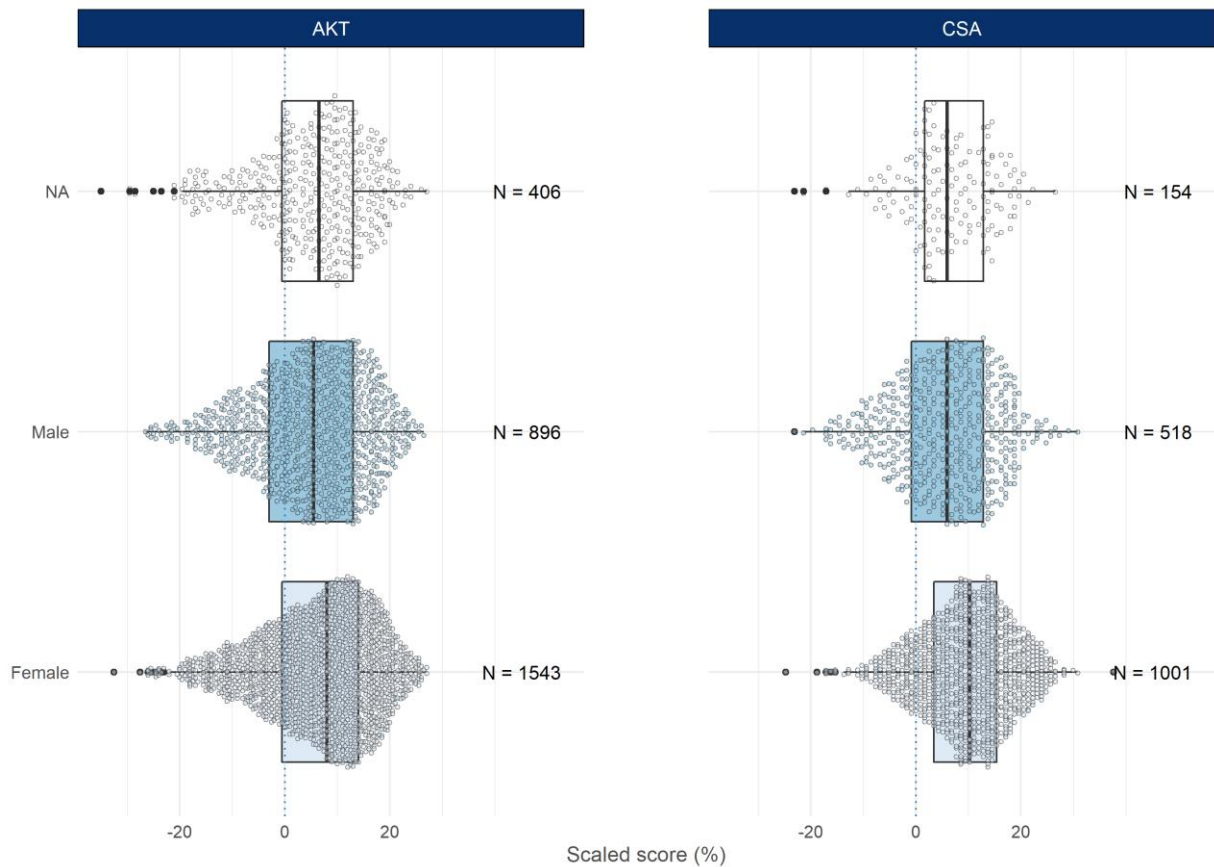 AKT
CSA
NA
N = 406
N = 154
Male
N = 896
N = 518
Female
N = 1543
N = 1001
-20 0 20
-20 0 20
Scaled score (%)